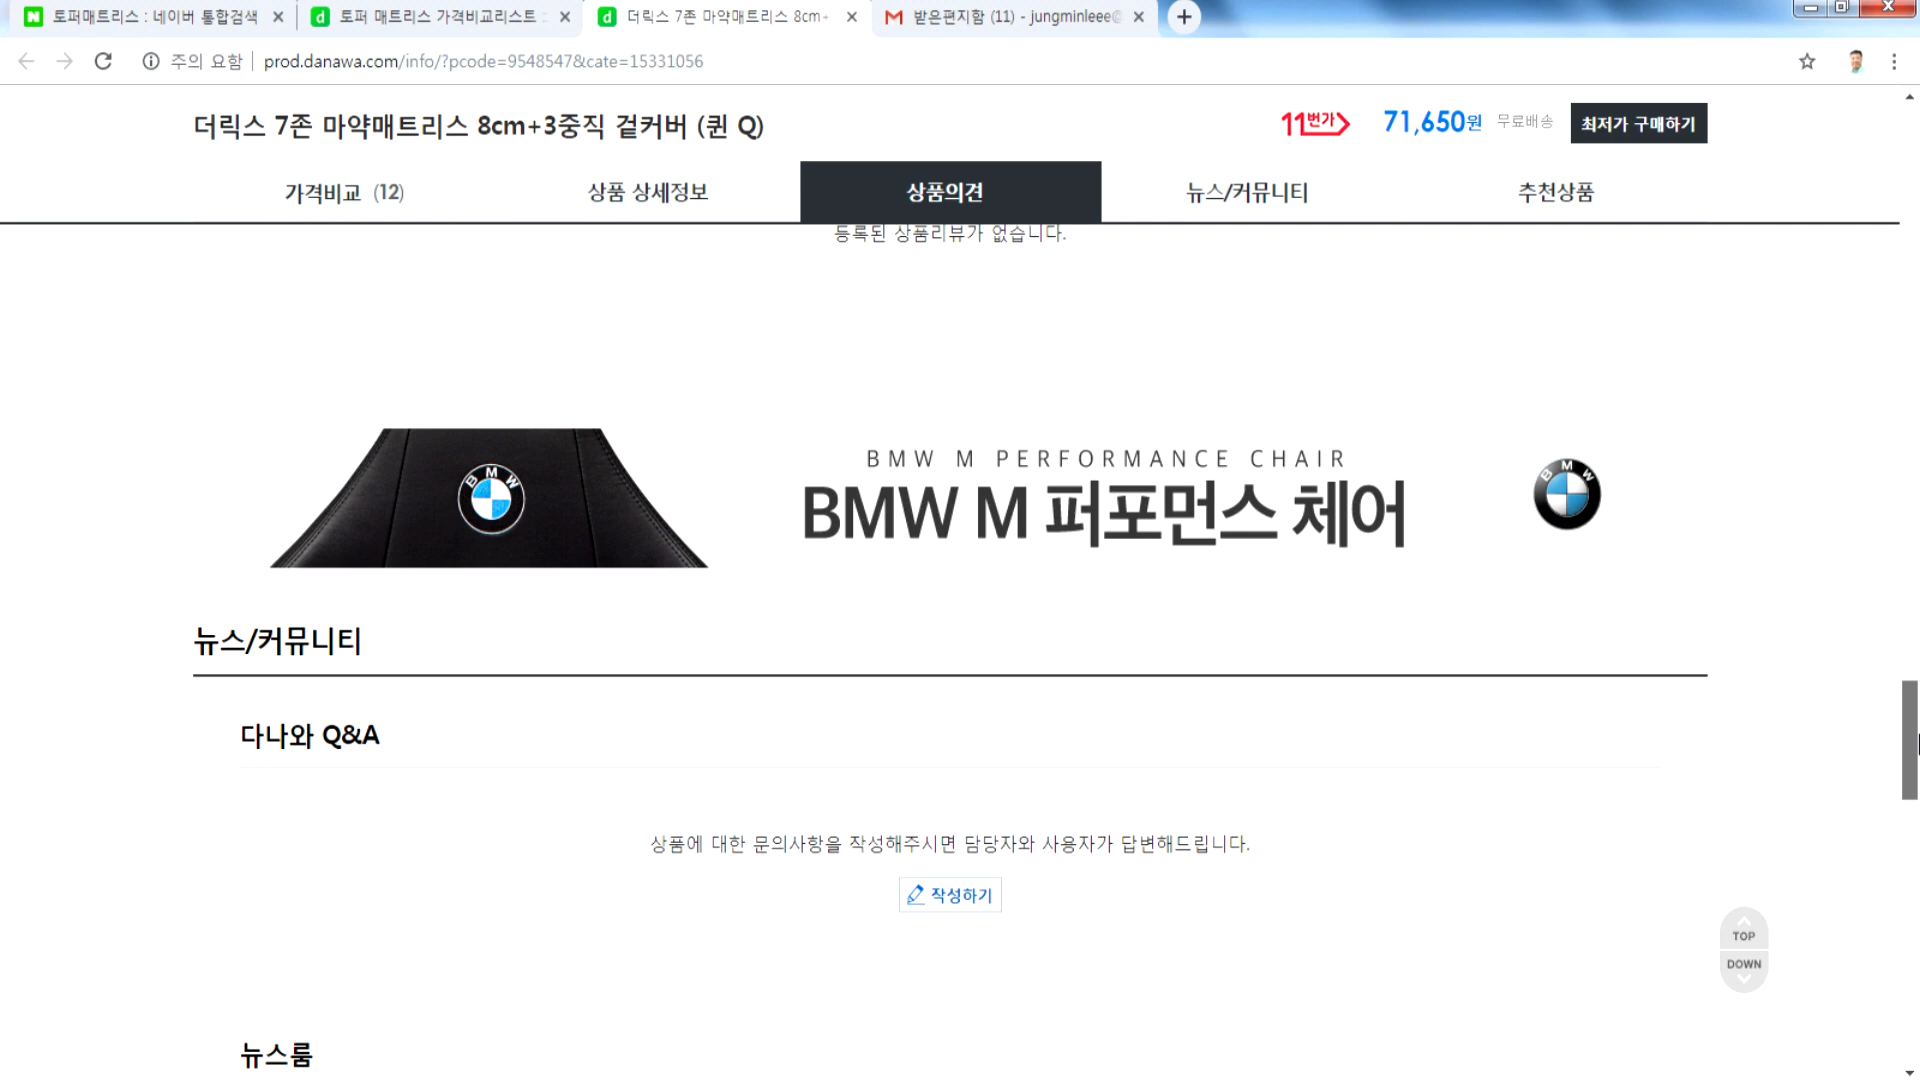 토퍼매트리스 : 네이버 통합검색
토퍼 매트리스 가격비교리스트 :
더릭스 7존 마약매트리스 8cm+
받은편지함 (11) - jungminleee@
주의 요함 prod.danawa.com/info/?pcode=9548547&cate=15331056
더릭스 7존 마약매트리스 8cm+3중직 겉커버 (퀸 Q)
11번가 71,650원 무료배송 최저가 구매하기
가격비교 (12) 상품 상세정보 상품의견 뉴스/커뮤니티 추천상품
등록된 상품리뷰가 없습니다.
BMW
BMW M PERFORMANCE CHAIR
BMW M 퍼포먼스 체어
BMW
뉴스/커뮤니티
다나와 Q&A
상품에 대한 문의사항을 작성해주시면 담당자와 사용자가 답변해드립니다.
작성하기
TOP
DOWN
뉴스룸